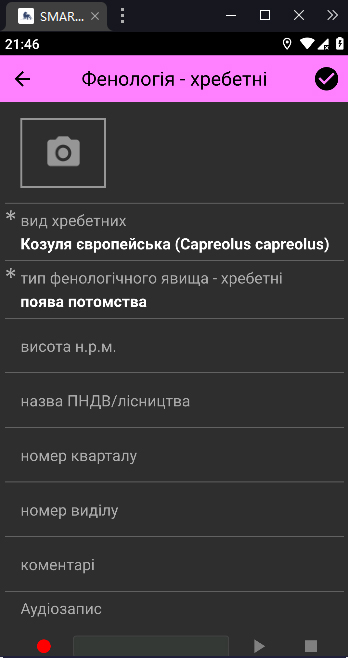 SMAR...
21:46
Фенологія - хребетні
* вид хребетних
Козуля європейська (Capreolus capreolus)
* тип фенологічного явища - хребетні
поява потомства
висота н.р.м.
назва ПНДВ/лісництва
номер кварталу
номер виділу
коментарі
Аудіозапис